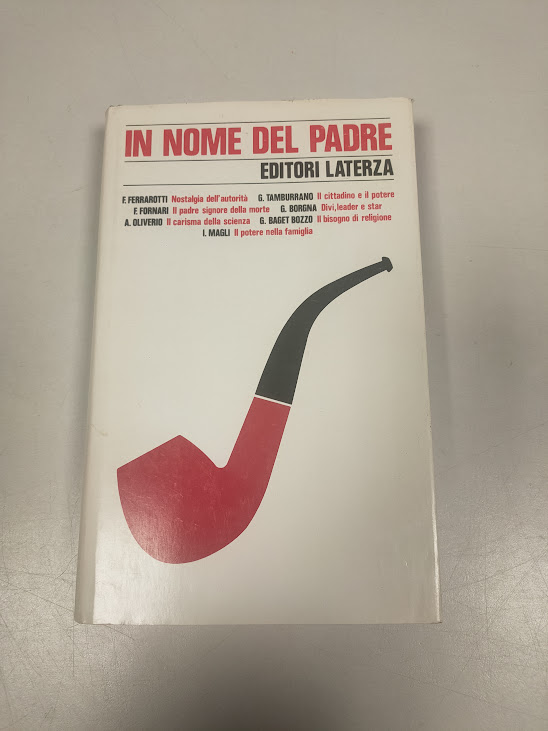 IN NOME DEL PADRE
EDITORI LATERZA
F. FERRAROTTI Nostalgia dell'autorità G. TAMBURRANO Il cittadino e il potere
F. FORNARI Il padre signore della morte G. BORGNA Divi, leader e star
A. OLIVERIO Il carisma della scienza G. BAGET BOZZO Il bisogno di religione
I. MAGLI Il potere nella famiglia